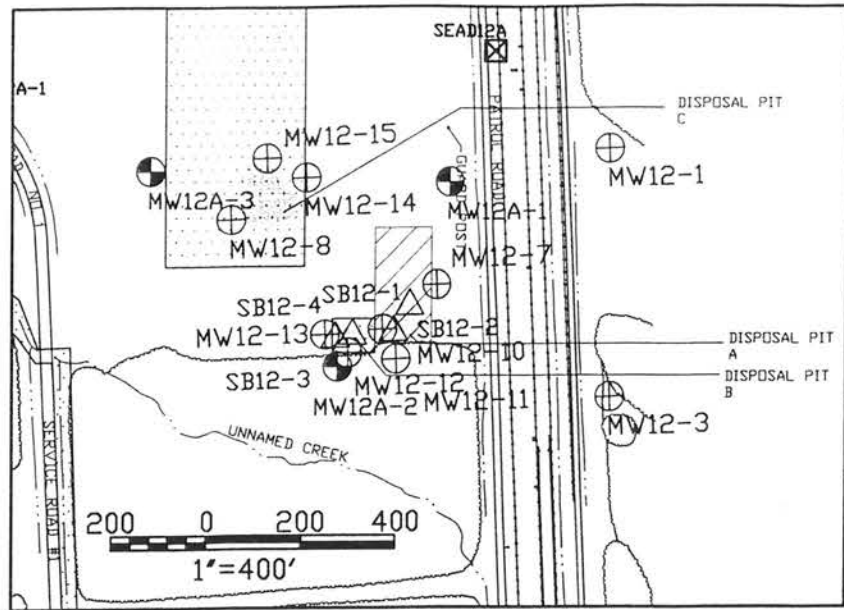 SEAD12A
A-1
DISPOSAL PIT
C
PATROL ROAD
MW12-15
MW12-1
MW12A-3
MW12-14
MW12A-1
MW12-8
MW12-7
SB12-1
SB12-4
MW12-13
SB12-2
DISPOSAL PIT
A
MW12-10
SB12-3
MW12-12
DISPOSAL PIT
B
MW12A-2
MW12-11
MW12-3
UNNAMED CREEK
SERVICE ROAD #1
200 0 200 400
1"=400'